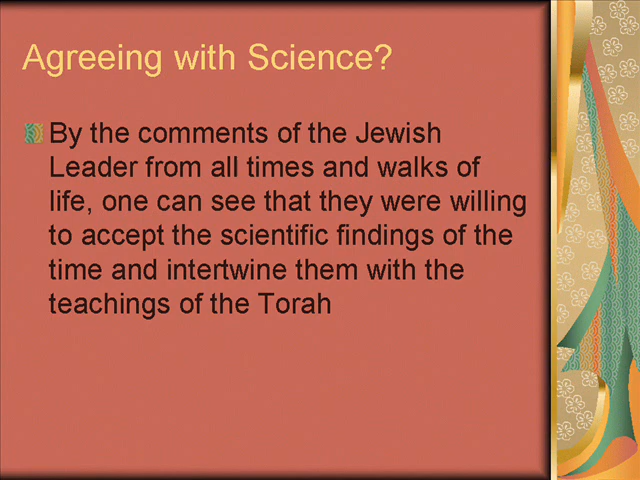 Agreeing with Science?
By the comments of the Jewish
Leader from all times and walks of
life, one can see that they were willing
to accept the scientific findings of the
time and intertwine them with the
teachings of the Torah